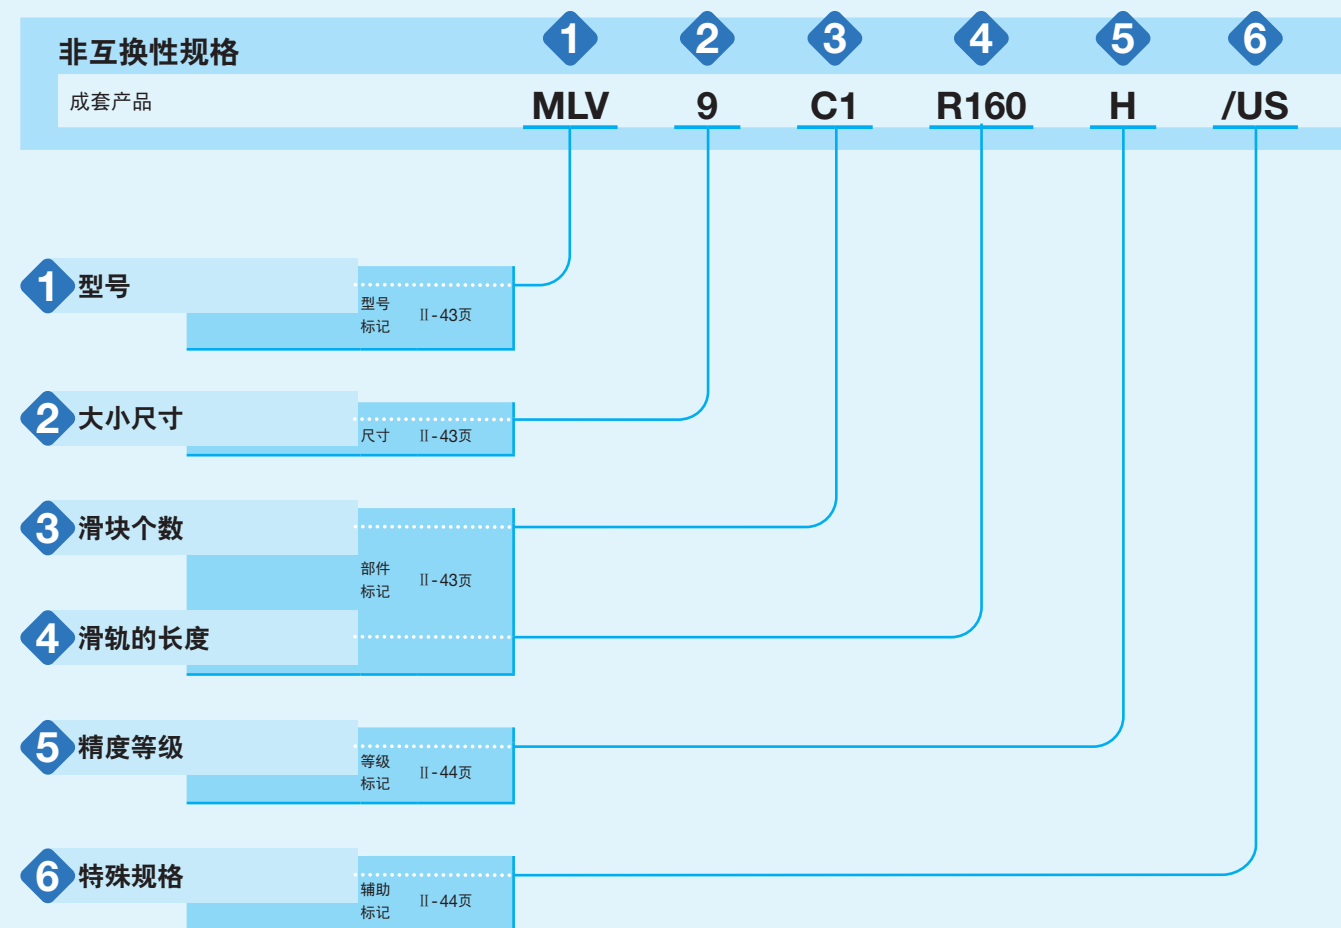 1 2 3 4 5 6
非互换性规格
成套产品 MLV 9 C1 R160 H /US
1 型号
型号 标记 II-43页
2 大小尺寸
尺寸 II-43页
3 滑块个数
部件 标记 II-43页
4 滑轨的长度
5 精度等级
等级 标记 II-44页
6 特殊规格
辅助 标记 II-44页